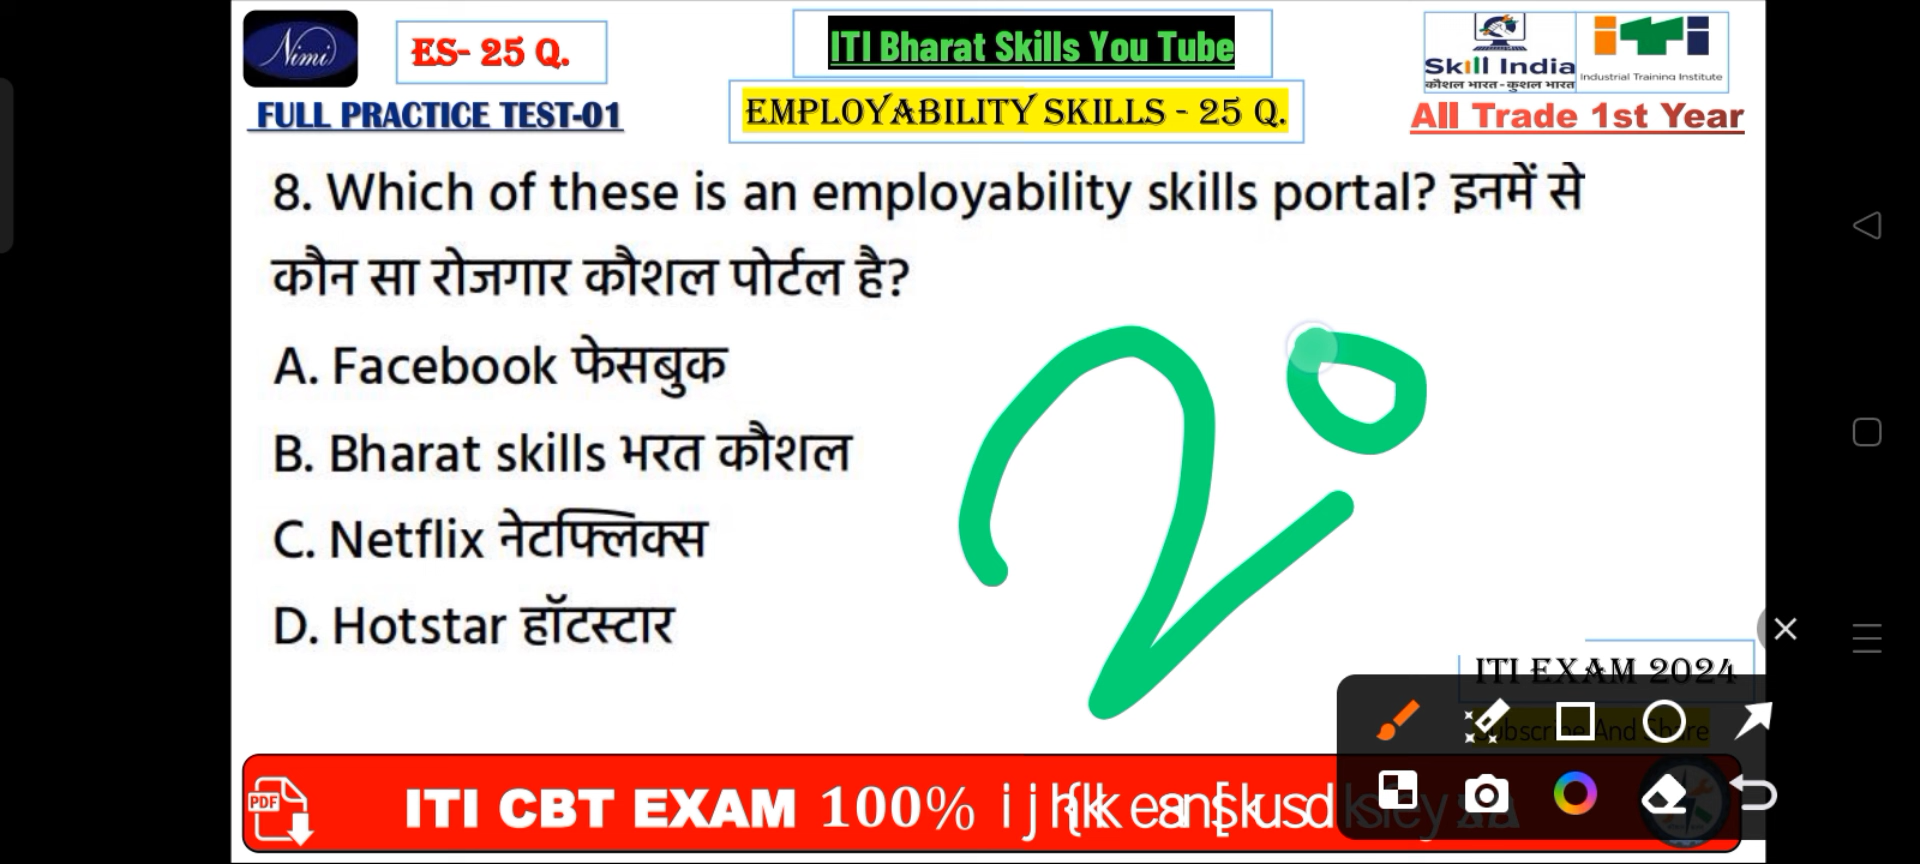 Nimi
ES- 25 Q.
ITI Bharat Skills You Tube
Skill India
कौशल भारत-कुशल भारत
Industrial Training Institute
FULL PRACTICE TEST-01
EMPLOYABILITY SKILLS - 25 Q.
All Trade 1st Year
8. Which of these is an employability skills portal? इनमें से
कौन सा रोजगार कौशल पोर्टल है?
A. Facebook फेसबुक
B. Bharat skills भरत कौशल
C. Netflix नेटफ्लिक्स
D. Hotstar हॉटस्टार
ITI EXAM 2024
Subscribe And Share
PDF
ITI CBT EXAM 100%